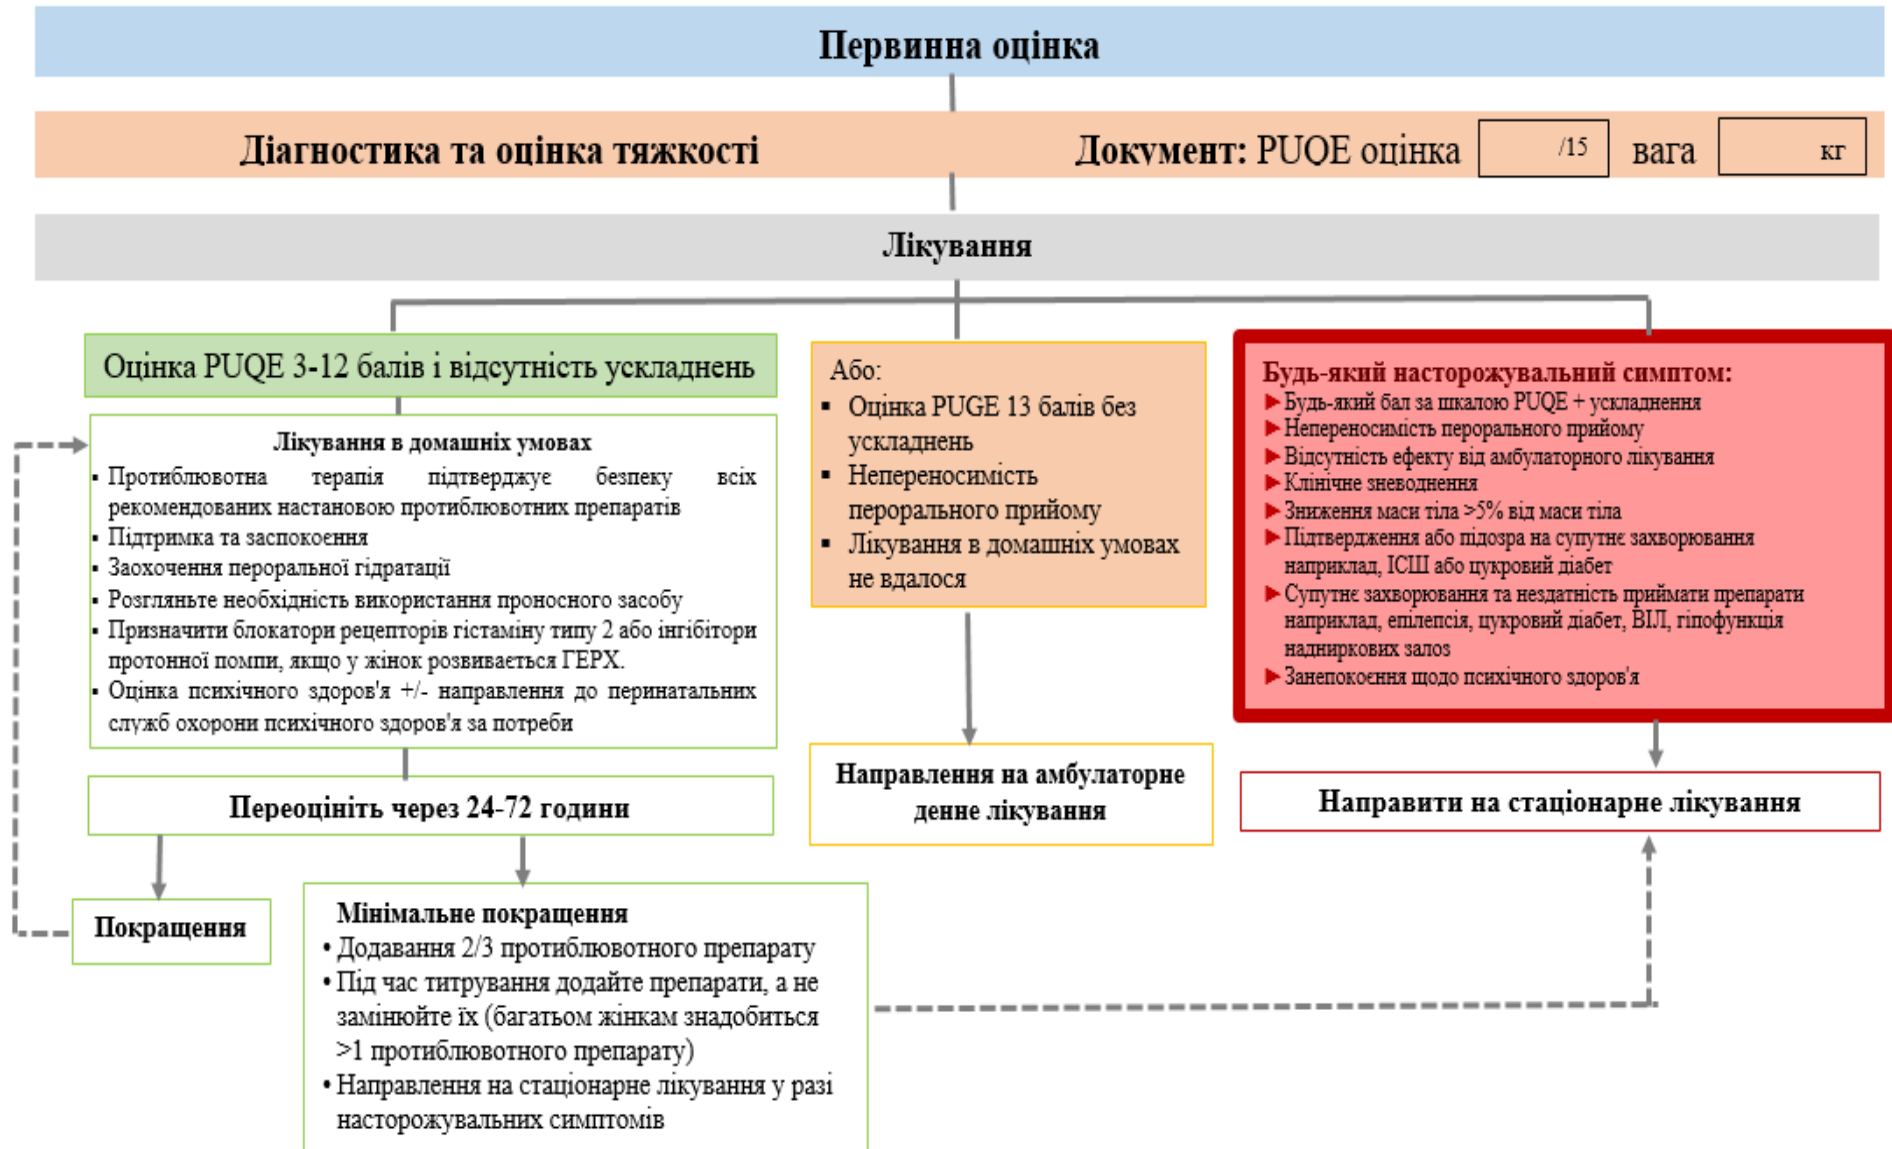 Первинна оцінка
Діагностика та оцінка тяжкості
Документ: PUQE оцінка /15 вага кг
Лікування
Оцінка PUQE 3-12 балів і відсутність ускладнень
Лікування в домашніх умовах
▪ Протиблювотна терапія підтверджує безпеку всіх
рекомендованих настановою протиблювотних препаратів
▪ Підтримка та заспокоєння
▪ Заохочення пероральної гідратації
▪ Розгляньте необхідність використання проносного засобу
▪ Призначити блокатори рецепторів гістаміну типу 2 або інгібітори
протонної помпи, якщо у жінок розвивається ГЕРХ.
▪ Оцінка психічного здоров'я +/- направлення до перинатальних
служб охорони психічного здоров'я за потреби
Переоцініть через 24-72 години
Покращення
Мінімальне покращення
• Додавання 2/3 протиблювотного препарату
• Під час титрування додайте препарати, а не
замінюйте їх (багатьом жінкам знадобиться
>1 протиблювотного препарату)
• Направлення на стаціонарне лікування у разі
насторожувальних симптомів
Або:
▪ Оцінка PUGE 13 балів без
ускладнень
▪ Непереносимість
перорального прийому
▪ Лікування в домашніх умовах
не вдалося
Направлення на амбулаторне
денне лікування
Будь-який насторожувальний симптом:
►Будь-який бал за шкалою PUQE + ускладнення
►Непереносимість перорального прийому
►Відсутність ефекту від амбулаторного лікування
►Клінічне зневоднення
►Зниження маси тіла >5% від маси тіла
►Підтвердження або підозра на супутнє захворювання
наприклад, ІСШ або цукровий діабет
►Супутнє захворювання та нездатність приймати препарати
наприклад, епілепсія, цукровий діабет, ВІЛ, гіпофункція
надниркових залоз
►Занепокоєння щодо психічного здоров'я
Направити на стаціонарне лікування